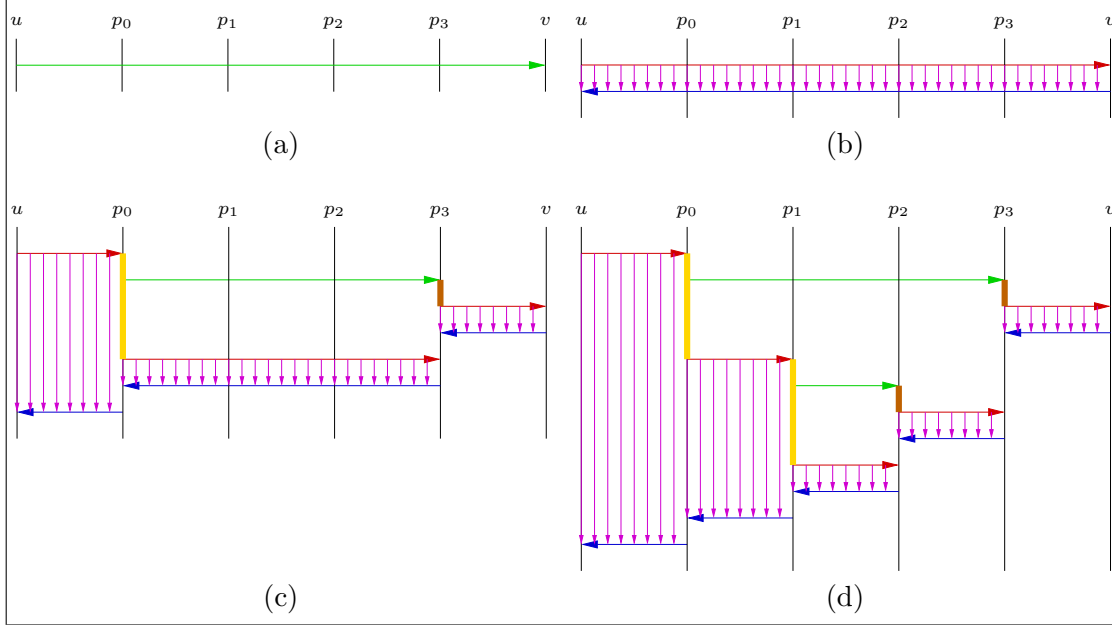 u p₀ p₁ p₂ p₃ v
u p₀ p₁ p₂ p₃ v
(a)
(b)
u p₀ p₁ p₂ p₃ v
u p₀ p₁ p₂ p₃ v
(c)
(d)